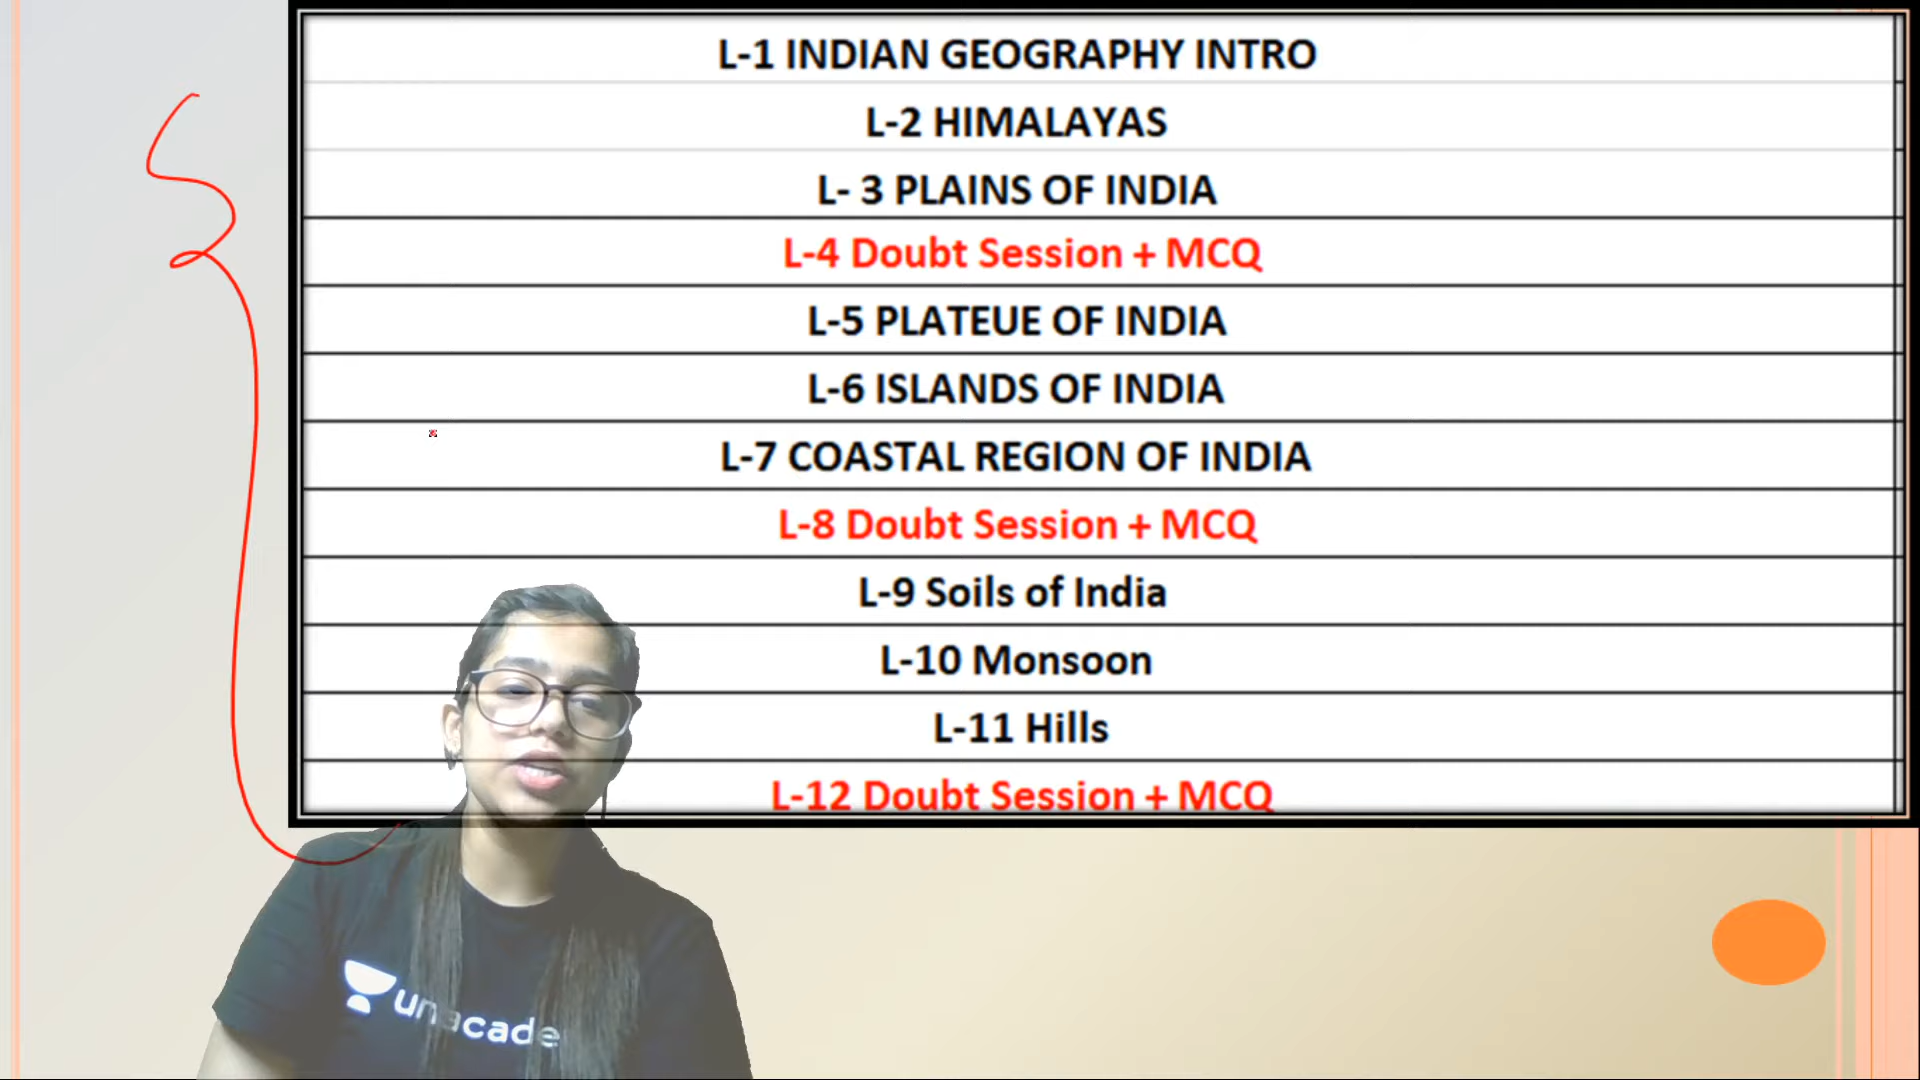 L-1 INDIAN GEOGRAPHY INTRO
L-2 HIMALAYAS
L- 3 PLAINS OF INDIA
L-4 Doubt Session + MCQ
L-5 PLATEUE OF INDIA
L-6 ISLANDS OF INDIA
L-7 COASTAL REGION OF INDIA
L-8 Doubt Session + MCQ
L-9 Soils of India
L-10 Monsoon
L-11 Hills
L-12 Doubt Session + MCQ
unacade